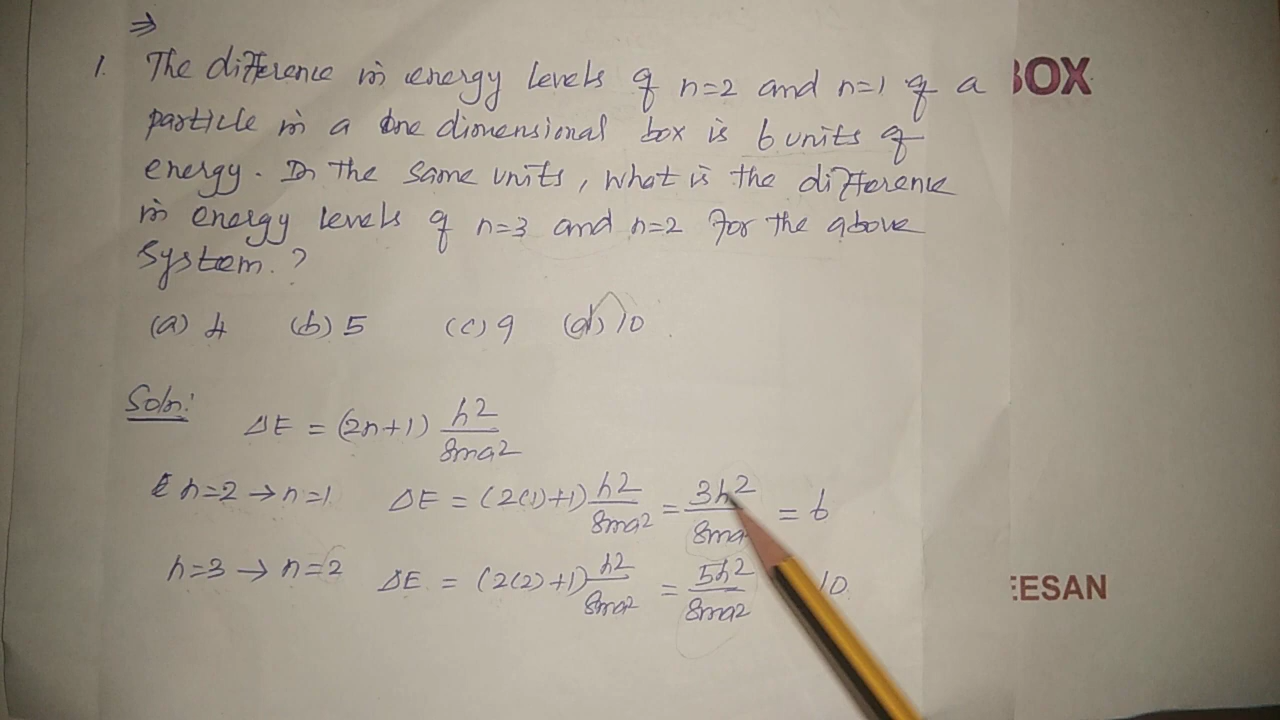 ⇒
1. The difference in energy levels of n=2 and n=1 of a
particle in a one dimensional box is 6 units of
energy. In the same units, what is the difference
in energy levels of n=3 and n=2 for the above
system.?
(a) 4 (b) 5 (c) 9 (d) 10
Soln:
ΔE = (2n+1) h2/8ma2
n=2 → n=1 ΔE = (2(1)+1) h2/8ma2 = 3h2/8ma = 6
n=3 → n=2 ΔE = (2(2)+1) h2/8ma2 = 5h2/8ma2 10
BOX
EESAN